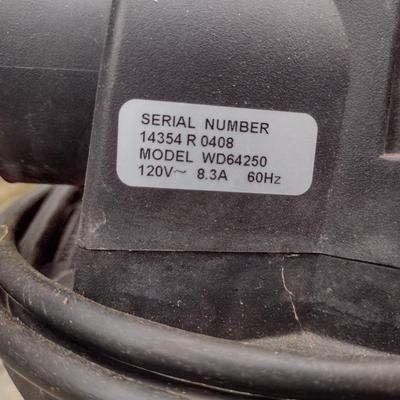 SERIAL NUMBER
14354 R 0408
MODEL WD64250
120V~ 8.3A 60Hz